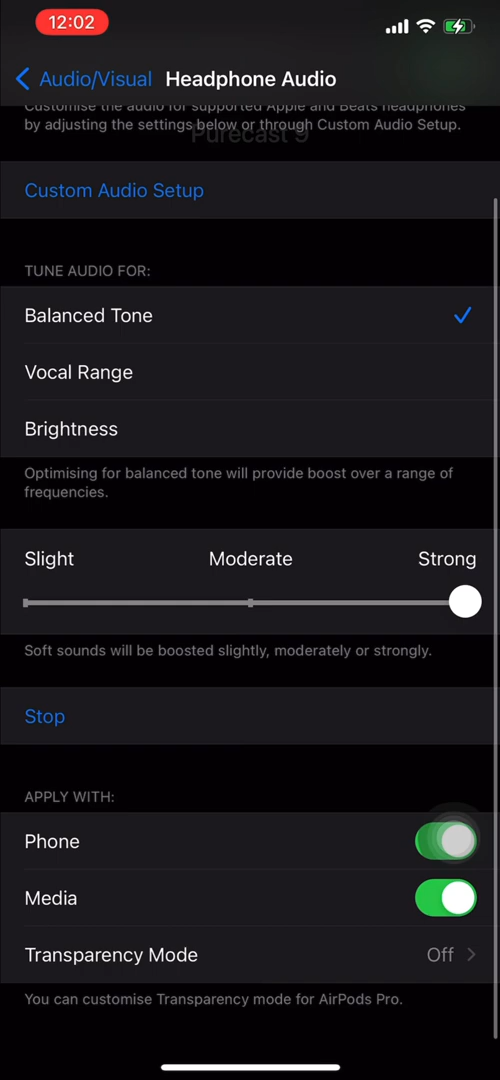 12:02
Audio/Visual Headphone Audio
Customise the audio for supported Apple and Beats headphones
by adjusting the settings below or through Custom Audio Setup.
Purecast 9
Custom Audio Setup
TUNE AUDIO FOR:
Balanced Tone
Vocal Range
Brightness
Optimising for balanced tone will provide boost over a range of
frequencies.
Slight Moderate Strong
Soft sounds will be boosted slightly, moderately or strongly.
Stop
APPLY WITH:
Phone
Media
Transparency Mode Off
You can customise Transparency mode for AirPods Pro.